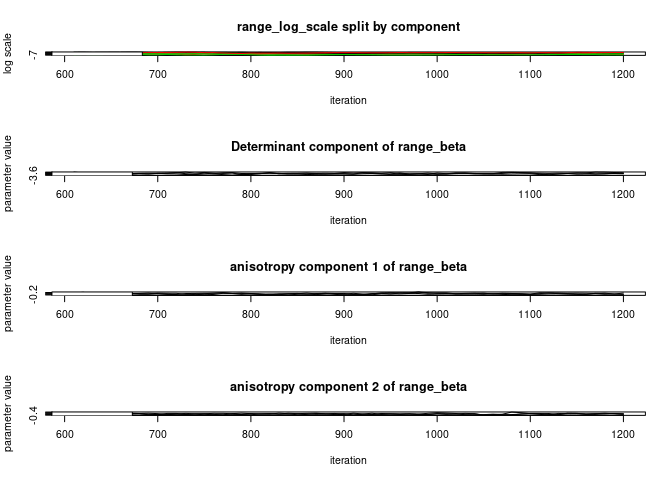 range_log_scale split by component
log scale
-7
600 700 800 900 1000 1100 1200
iteration
Determinant component of range_beta
parameter value
-3.6
600 700 800 900 1000 1100 1200
iteration
anisotropy component 1 of range_beta
parameter value
-0.2
600 700 800 900 1000 1100 1200
iteration
anisotropy component 2 of range_beta
parameter value
-0.4
600 700 800 900 1000 1100 1200
iteration